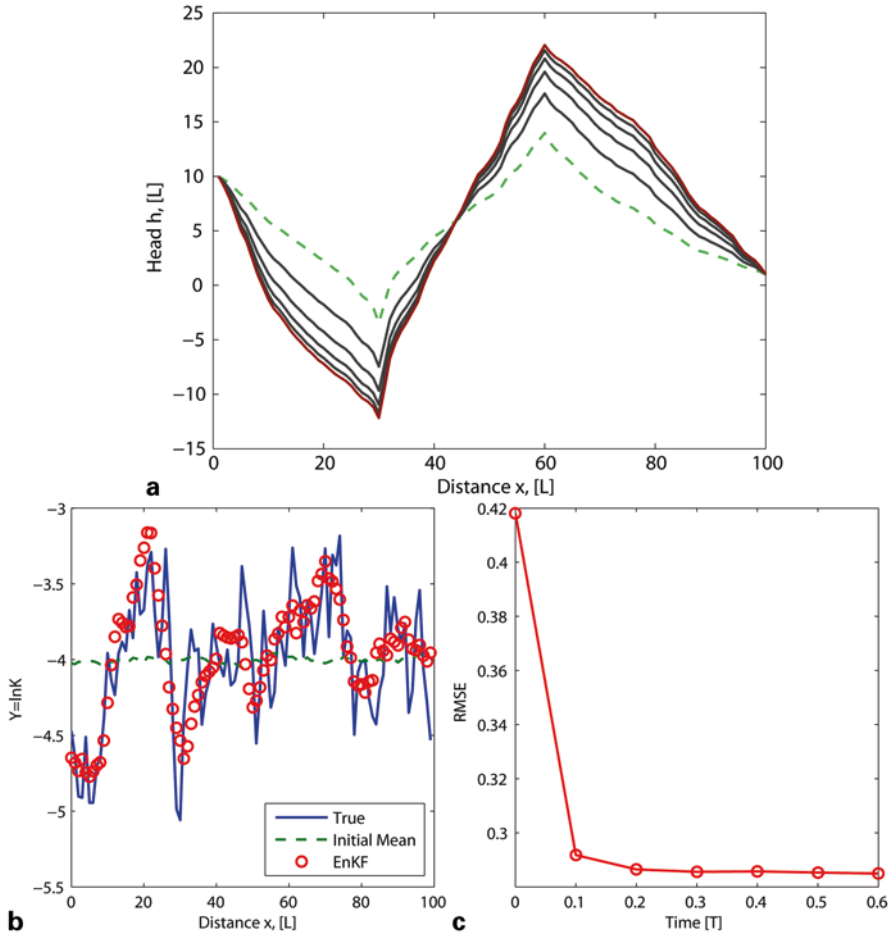 25
20
15
10
5
0
−5
−10
−15
Head h, [L]
0 20 40 60 80 100
a
Distance x, [L]
−3
−3.5
−4
−4.5
−5
−5.5
Y=lnK
True
Initial Mean
EnKF
0 20 40 60 80 100
b
Distance x, [L]
0.42
0.4
0.38
0.36
0.34
0.32
0.3
RMSE
0 0.1 0.2 0.3 0.4 0.5 0.6
c
Time [T]